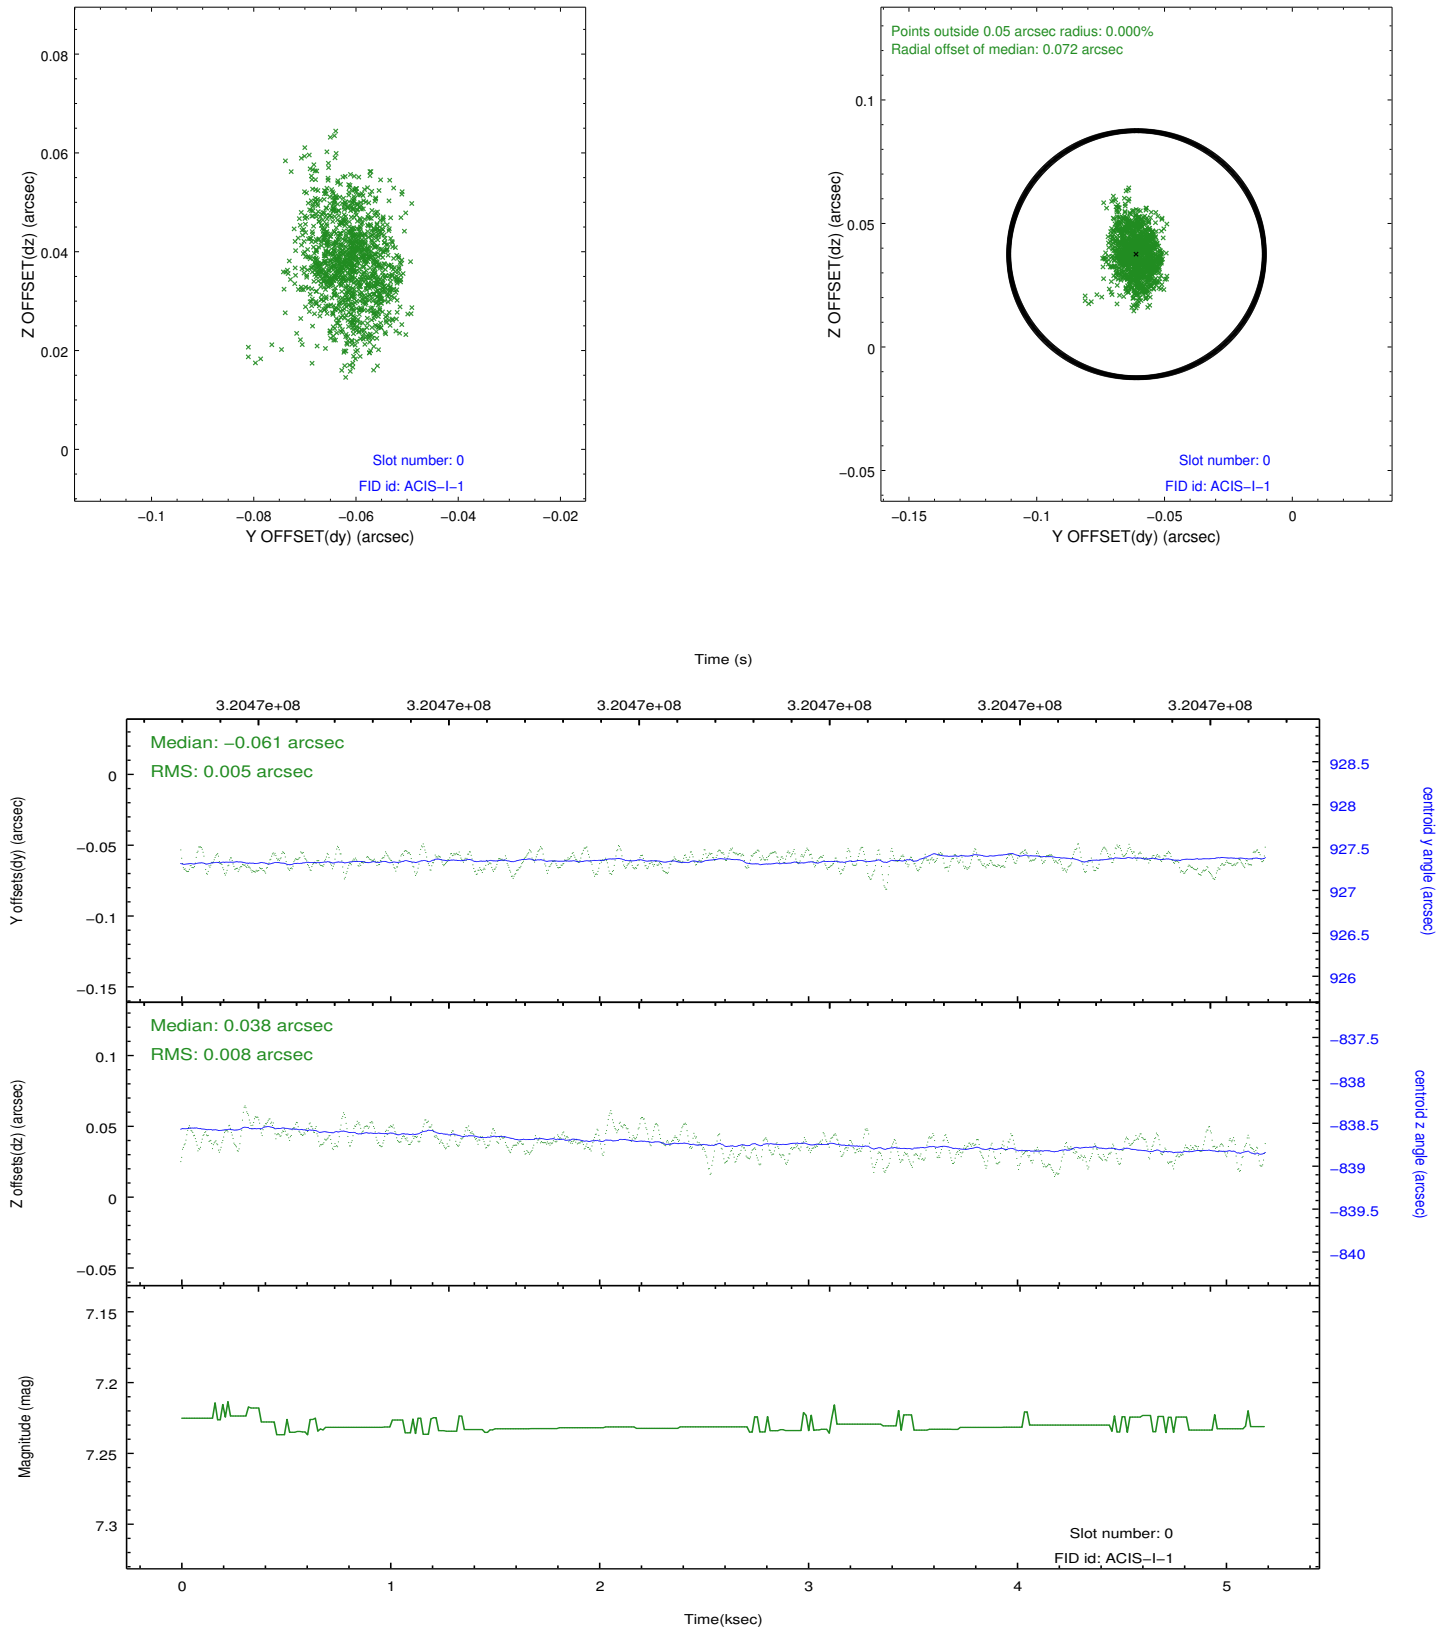 0.08
0.06
0.04
0.02
0
Z OFFSET(dz) (arcsec)
Slot number: 0
FID id: ACIS−I−1
−0.1
−0.08
−0.06
−0.04
−0.02
Y OFFSET(dy) (arcsec)
Points outside 0.05 arcsec radius: 0.000%
Radial offset of median: 0.072 arcsec
0.1
0.05
0
−0.05
Z OFFSET(dz) (arcsec)
Slot number: 0
FID id: ACIS−I−1
−0.15
−0.1
−0.05
0
Y OFFSET(dy) (arcsec)
Time (s)
3.2047e+08
3.2047e+08
3.2047e+08
3.2047e+08
3.2047e+08
3.2047e+08
Median: −0.061 arcsec
RMS: 0.005 arcsec
0
−0.05
−0.1
−0.15
Y offsets(dy) (arcsec)
928.5
928
927.5
927
926.5
926
centroid y angle (arcsec)
Median: 0.038 arcsec
RMS: 0.008 arcsec
0.1
0.05
0
−0.05
Z offsets(dz) (arcsec)
−837.5
−838
−838.5
−839
−839.5
−840
centroid z angle (arcsec)
7.15
7.2
7.25
7.3
Magnitude (mag)
Slot number: 0
FID id: ACIS−I−1
0
1
2
3
4
5
Time(ksec)